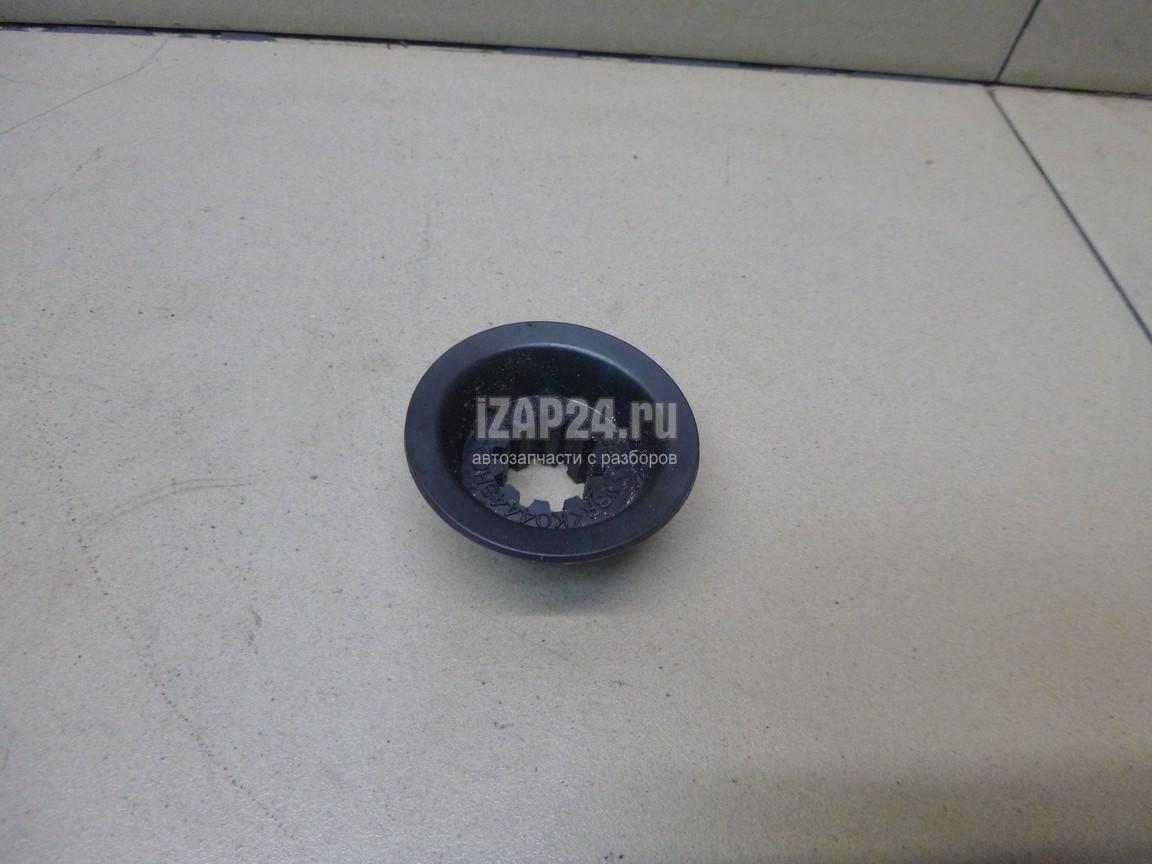 iZAP24.ru
автозапчасти с разборов